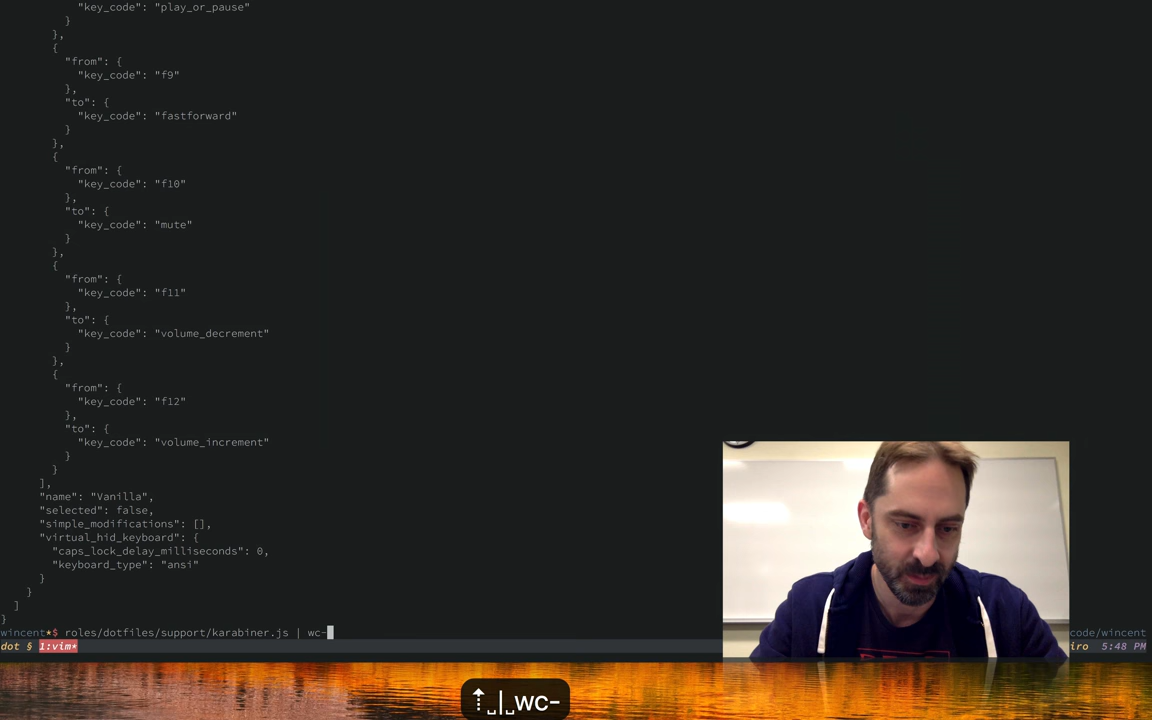 "key_code": "play_or_pause"
}
},
{
"from": {
"key_code": "f9"
},
"to": {
"key_code": "fastforward"
}
},
{
"from": {
"key_code": "f10"
},
"to": {
"key_code": "mute"
}
},
{
"from": {
"key_code": "f11"
},
"to": {
"key_code": "volume_decrement"
}
},
{
"from": {
"key_code": "f12"
},
"to": {
"key_code": "volume_increment"
}
}
],
"name": "Vanilla",
"selected": false,
"simple_modifications": [],
"virtual_hid_keyboard": {
"caps_lock_delay_milliseconds": 0,
"keyboard_type": "ansi"
}
}
]
}
wincent*$ roles/dotfiles/support/karabiner.js | wc- code/wincent
dot § 1:vim* iro 5:48 PM
⇡␣|␣wc-